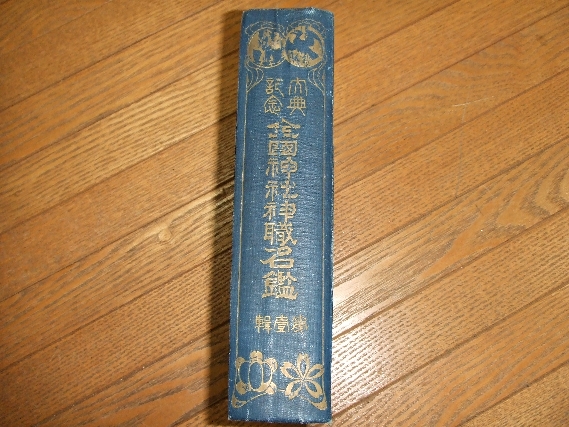 大典
記念
全國神社神職名鑑
第壹輯